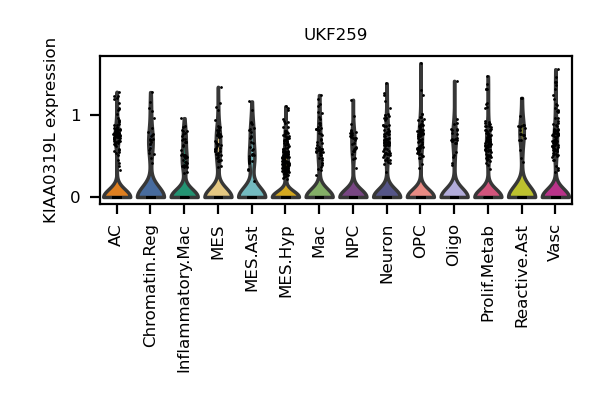 UKF259
KIAA0319L expression
1
0
AC
Chromatin.Reg
Inflammatory.Mac
MES
MES.Ast
MES.Hyp
Mac
NPC
Neuron
OPC
Oligo
Prolif.Metab
Reactive.Ast
Vasc